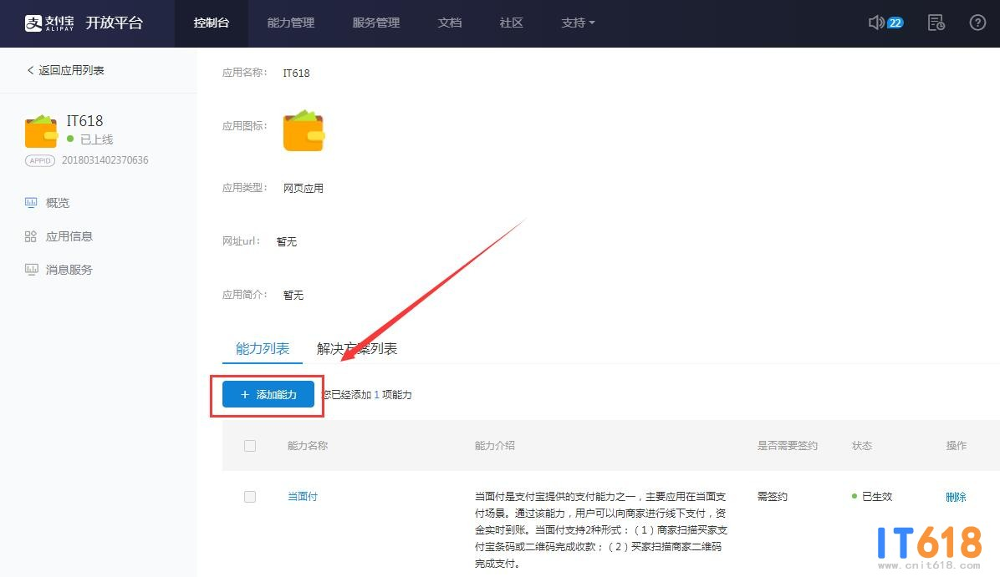 支付宝 ALIPAY 开放平台 控制台 能力管理 服务管理 文档 社区 支持 22
返回应用列表
IT618
已上线
APPID 2018031402370636
概览
应用信息
消息服务
应用名称: IT618
应用图标:
应用类型: 网页应用
网址url: 暂无
应用简介: 暂无
能力列表 解决方案列表
+ 添加能力 您已经添加 1 项能力
能力名称 能力介绍 是否需要签约 状态 操作
当面付 当面付是支付宝提供的支付能力之一，主要应用在当面支 需签约 已生效 删除
付场景。通过该能力，用户可以向商家进行线下支付，资
金实时到账。当面付支持2种形式：（1）商家扫描买家支
付宝条码或二维码完成收款；（2）买家扫描商家二维码
完成支付。
IT618
www.cnit618.com